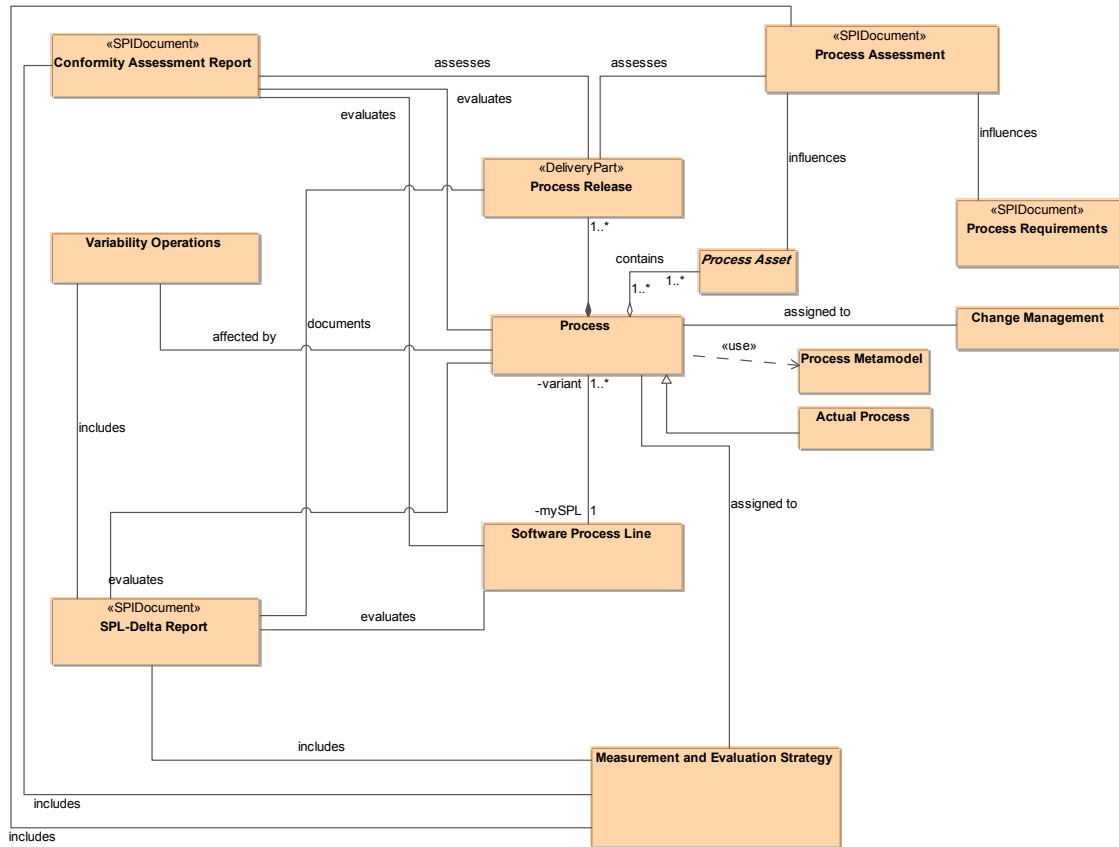 «SPIDocument»
Conformity Assessment Report
«SPIDocument»
Process Assessment
assesses
assesses
evaluates
evaluates
influences
influences
«DeliveryPart»
Process Release
1..*
«SPIDocument»
Process Requirements
Variability Operations
contains
Process Asset
1..*
1..*
Process
assigned to
Change Management
documents
affected by
«use»
Process Metamodel
-variant
1..*
Actual Process
includes
assigned to
-mySPL
1
Software Process Line
evaluates
«SPIDocument»
SPL-Delta Report
evaluates
includes
Measurement and Evaluation Strategy
includes
includes